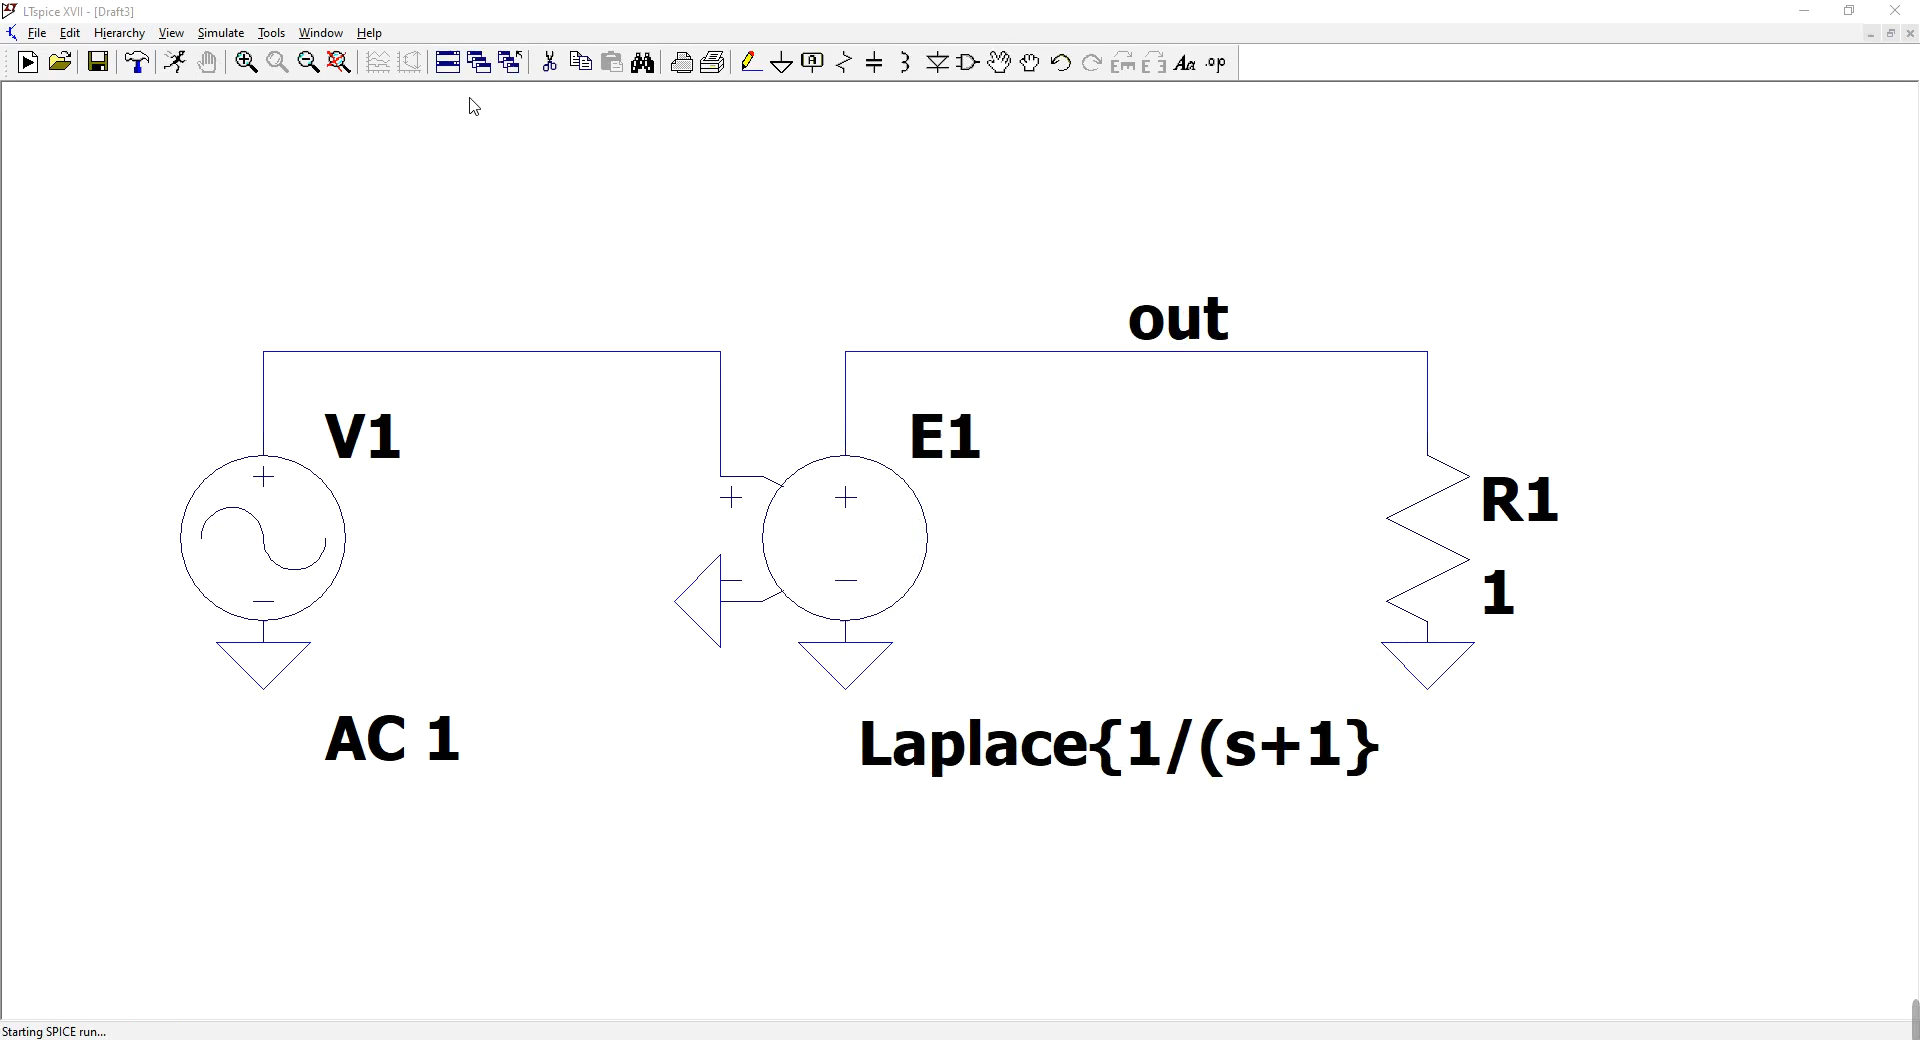 LTspice XVII - [Draft3]
File Edit Hierarchy View Simulate Tools Window Help
Aa .op
out
V1
E1
R1
1
AC 1
Laplace{1/(s+1}
Starting SPICE run...